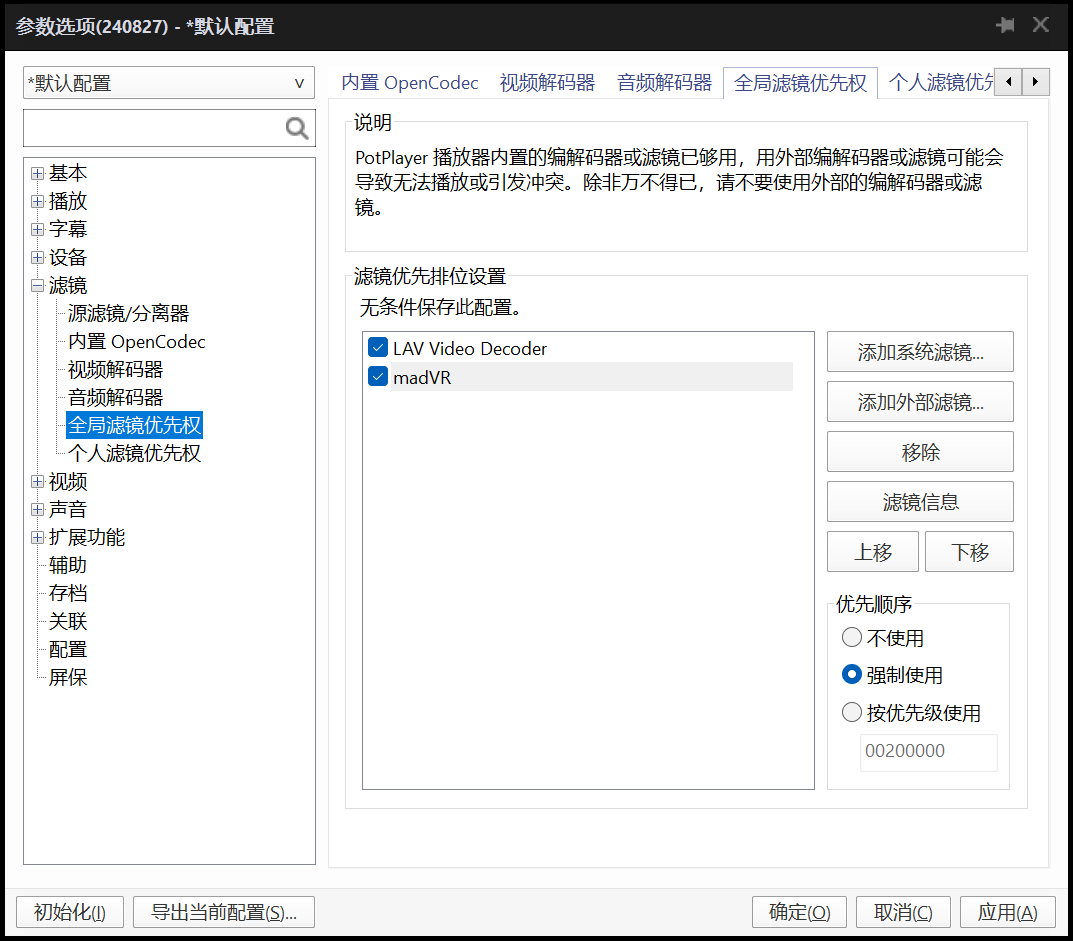 参数选项(240827) - *默认配置
*默认配置
内置 OpenCodec
视频解码器
音频解码器
全局滤镜优先权
个人滤镜优先
基本
播放
字幕
设备
滤镜
源滤镜/分离器
内置 OpenCodec
视频解码器
音频解码器
全局滤镜优先权
个人滤镜优先权
视频
声音
扩展功能
辅助
存档
关联
配置
屏保
说明
PotPlayer 播放器内置的编解码器或滤镜已够用，用外部编解码器或滤镜可能会
导致无法播放或引发冲突。除非万不得已，请不要使用外部的编解码器或滤
镜。
滤镜优先排位设置
无条件保存此配置。
LAV Video Decoder
madVR
添加系统滤镜...
添加外部滤镜...
移除
滤镜信息
上移
下移
优先顺序
不使用
强制使用
按优先级使用
00200000
初始化(I)
导出当前配置(S)...
确定(O)
取消(C)
应用(A)